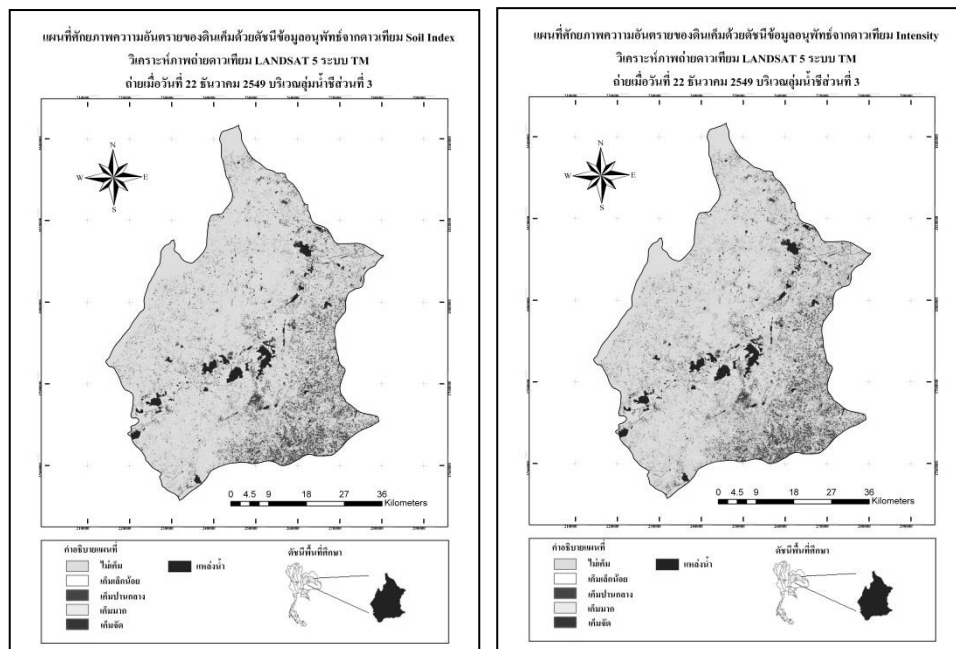 แผนที่ศักยภาพความอันตรายของดินเค็มด้วยดัชนีข้อมูลอนุพัทธ์จากดาวเทียม Soil Index
วิเคราะห์ภาพถ่ายดาวเทียม LANDSAT 5 ระบบ TM
ถ่ายเมื่อวันที่ 22 ธันวาคม 2549 บริเวณลุ่มน้ำชีส่วนที่ 3
N
W E
S
0 4.5 9 18 27 36
Kilometers
คำอธิบายแผนที่
ไม่เค็ม
เค็มเล็กน้อย
เค็มปานกลาง
เค็มมาก
เค็มจัด
แหล่งน้ำ
ดัชนีพื้นที่ศึกษา
แผนที่ศักยภาพความอันตรายของดินเค็มด้วยดัชนีข้อมูลอนุพัทธ์จากดาวเทียม Intensity
วิเคราะห์ภาพถ่ายดาวเทียม LANDSAT 5 ระบบ TM
ถ่ายเมื่อวันที่ 22 ธันวาคม 2549 บริเวณลุ่มน้ำชีส่วนที่ 3
N
W E
S
0 4.5 9 18 27 36
Kilometers
คำอธิบายแผนที่
ไม่เค็ม
เค็มเล็กน้อย
เค็มปานกลาง
เค็มมาก
เค็มจัด
แหล่งน้ำ
ดัชนีพื้นที่ศึกษา